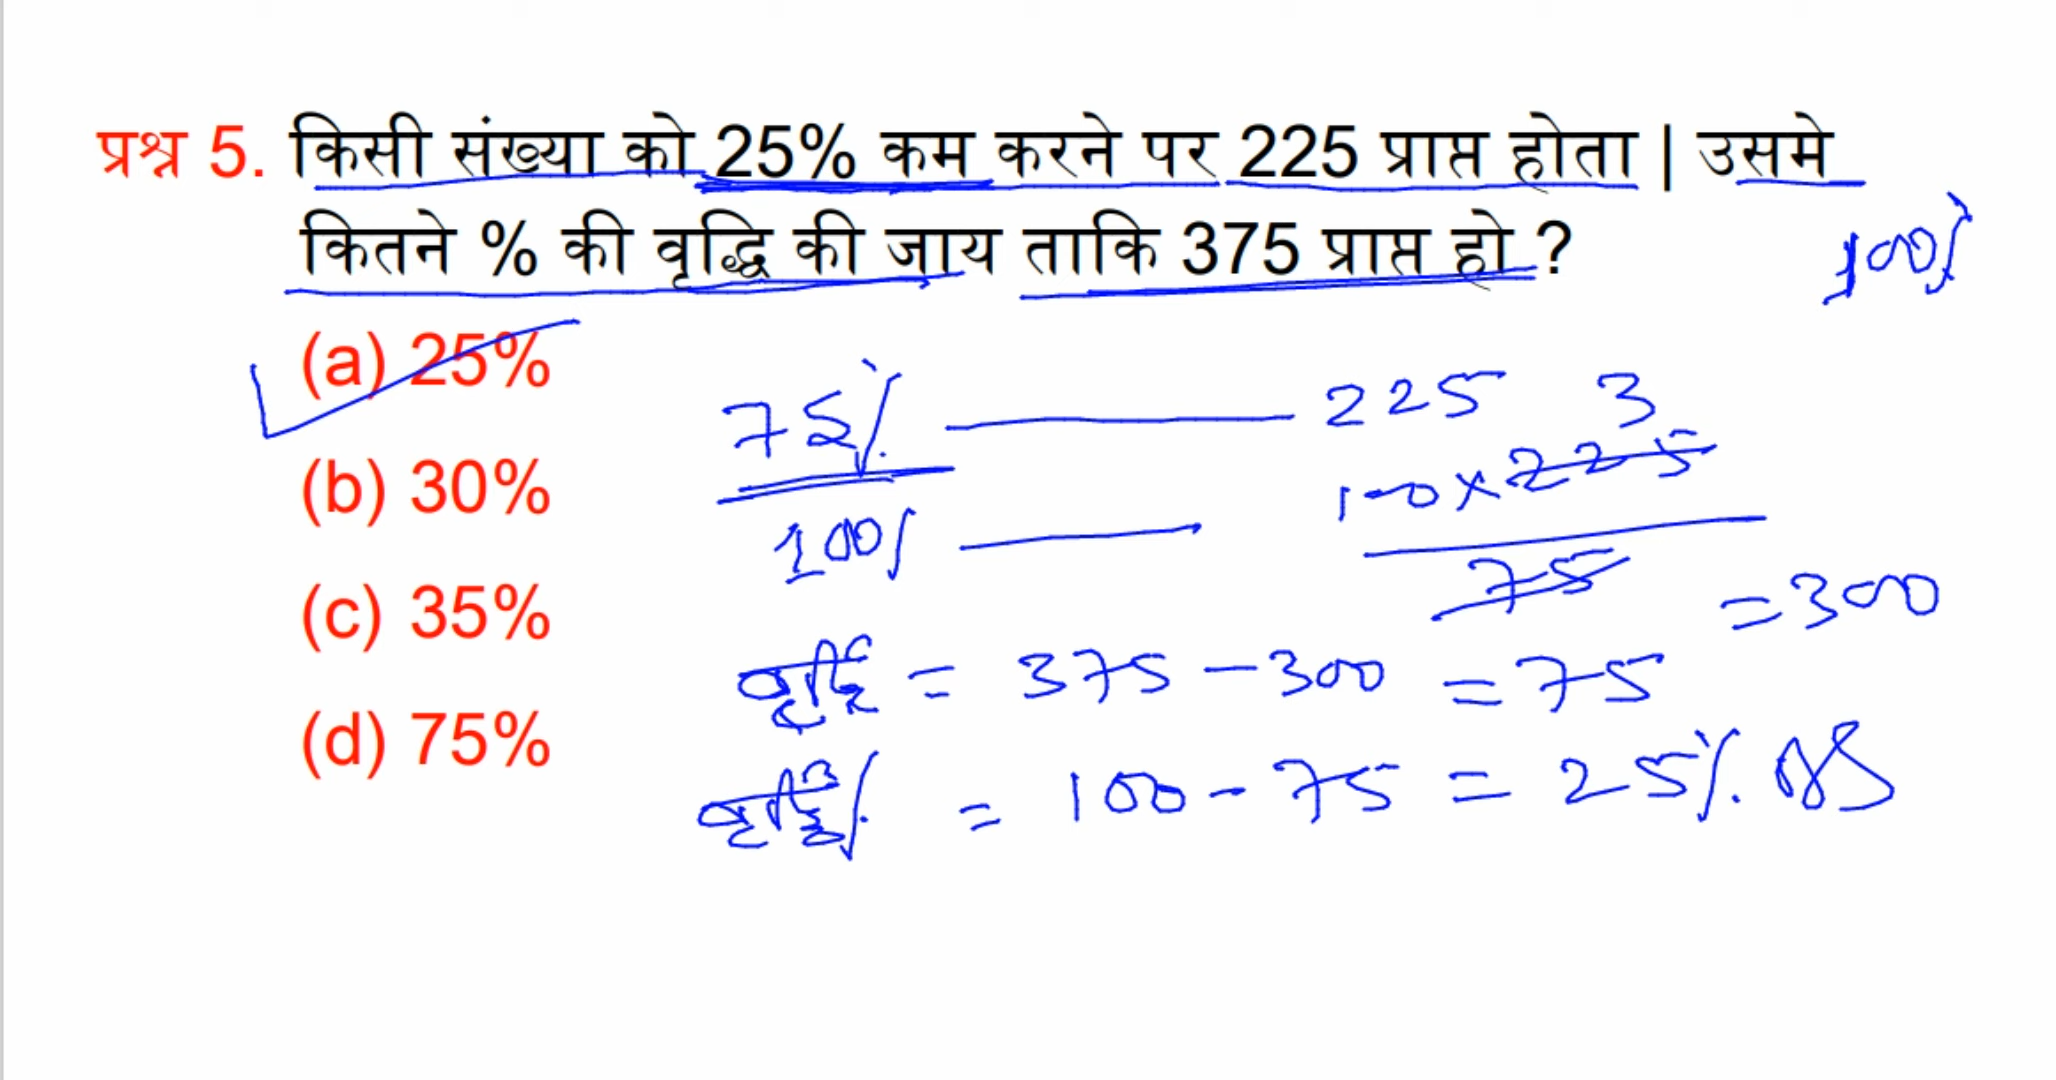 प्रश्न 5. किसी संख्या को 25% कम करने पर 225 प्राप्त होता | उसमे
कितने % की वृद्धि की जाय ताकि 375 प्राप्त हो ?
100%
(a) 25%
75% 225 3
100×225
(b) 30%
100%
75
= 300
(c) 35%
वृद्धि = 375 - 300 = 75
(d) 75%
वृद्धि% = 100 - 75 = 25%